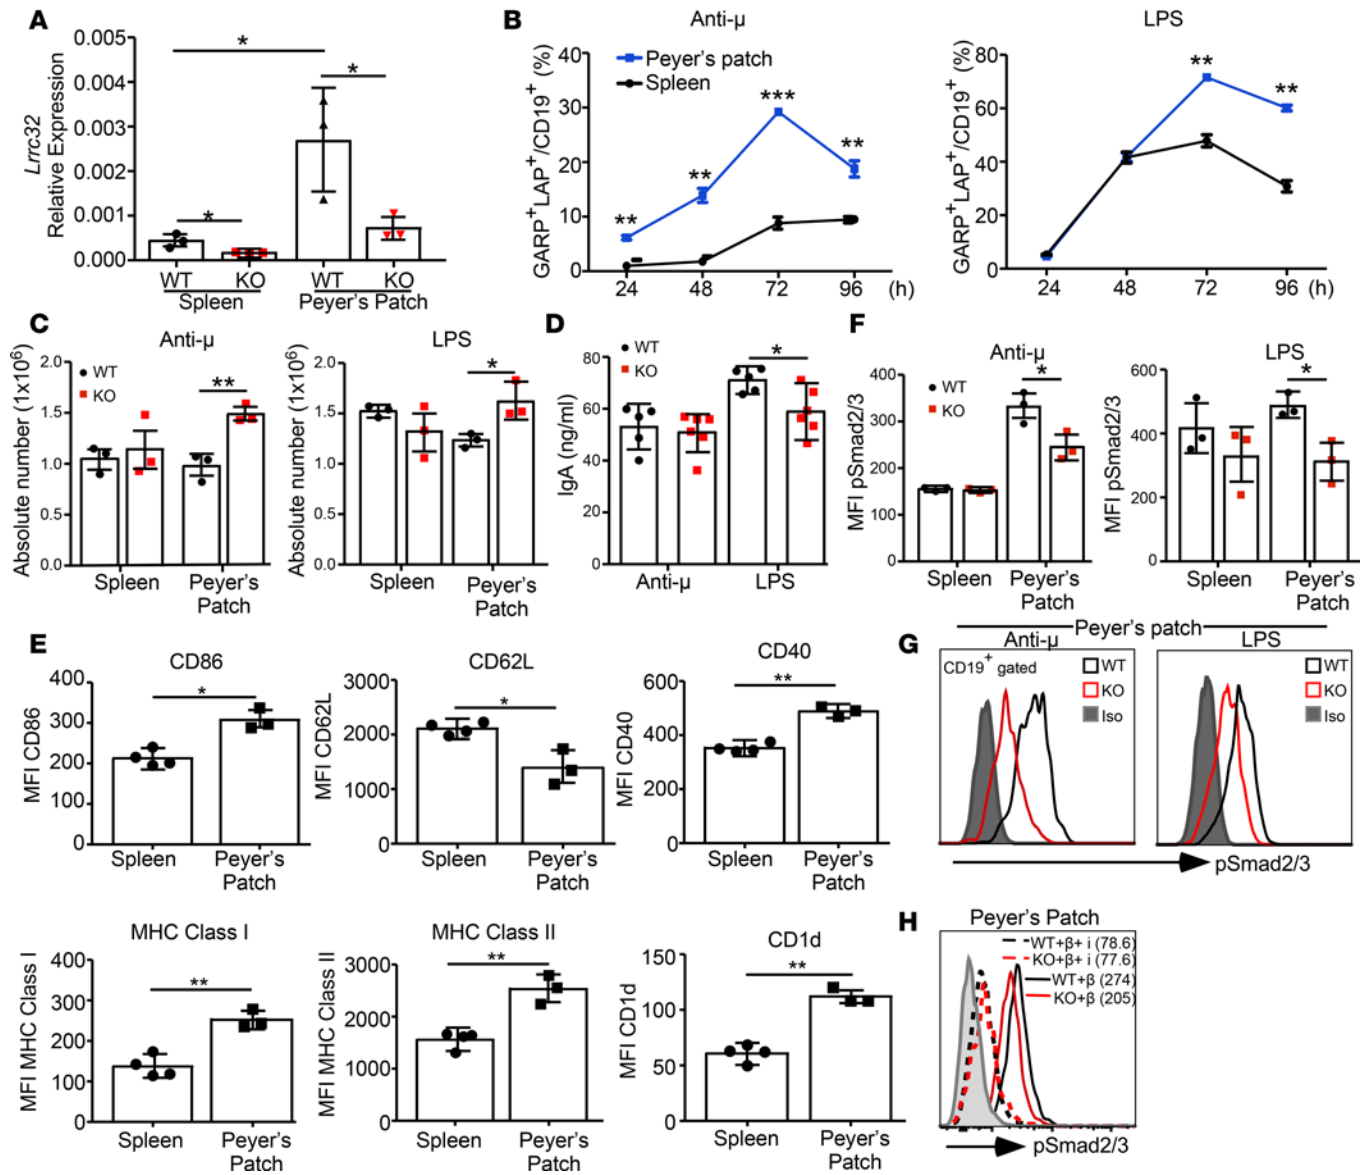 A
Lrrc32
Relative Expression
0.005
0.004
0.003
0.002
0.001
0.000
*
*
*
WT
KO
WT
KO
Spleen
Peyer's Patch
B
Anti-μ
GARP+LAP+/CD19+ (%)
40
30
20
10
0
Peyer's patch
Spleen
**
**
***
**
24
48
72
96
(h)
LPS
GARP+LAP+/CD19+ (%)
80
60
40
20
0
**
**
24
48
72
96
(h)
C
Anti-μ
Absolute number (1x10⁶)
2.0
1.5
1.0
5.0
0
WT
KO
**
Spleen
Peyer's
Patch
LPS
Absolute number (1x10⁶)
2.0
1.5
1.0
5.0
0
*
Spleen
Peyer's
Patch
D
IgA (ng/ml)
80
60
40
20
0
WT
KO
*
Anti-μ
LPS
F
Anti-μ
MFI pSmad2/3
400
300
200
100
0
WT
KO
*
Spleen
Peyer's
Patch
LPS
MFI pSmad2/3
600
400
200
0
*
Spleen
Peyer's
Patch
E
CD86
MFI CD86
400
300
200
100
0
*
Spleen
Peyer's
Patch
CD62L
MFI CD62L
3000
2000
1000
0
*
Spleen
Peyer's
Patch
CD40
MFI CD40
600
400
200
0
**
Spleen
Peyer's
Patch
G
Peyer's patch
Anti-μ
CD19+ gated
WT
KO
Iso
LPS
WT
KO
Iso
pSmad2/3
MHC Class I
MFI MHC Class I
400
300
200
100
0
**
Spleen
Peyer's
Patch
MHC Class II
MFI MHC Class II
3000
2000
1000
0
**
Spleen
Peyer's
Patch
CD1d
MFI CD1d
150
100
50
0
**
Spleen
Peyer's
Patch
H
Peyer's Patch
WT+β+ i (78.6)
KO+β+ i (77.6)
WT+β (274)
KO+β (205)
pSmad2/3